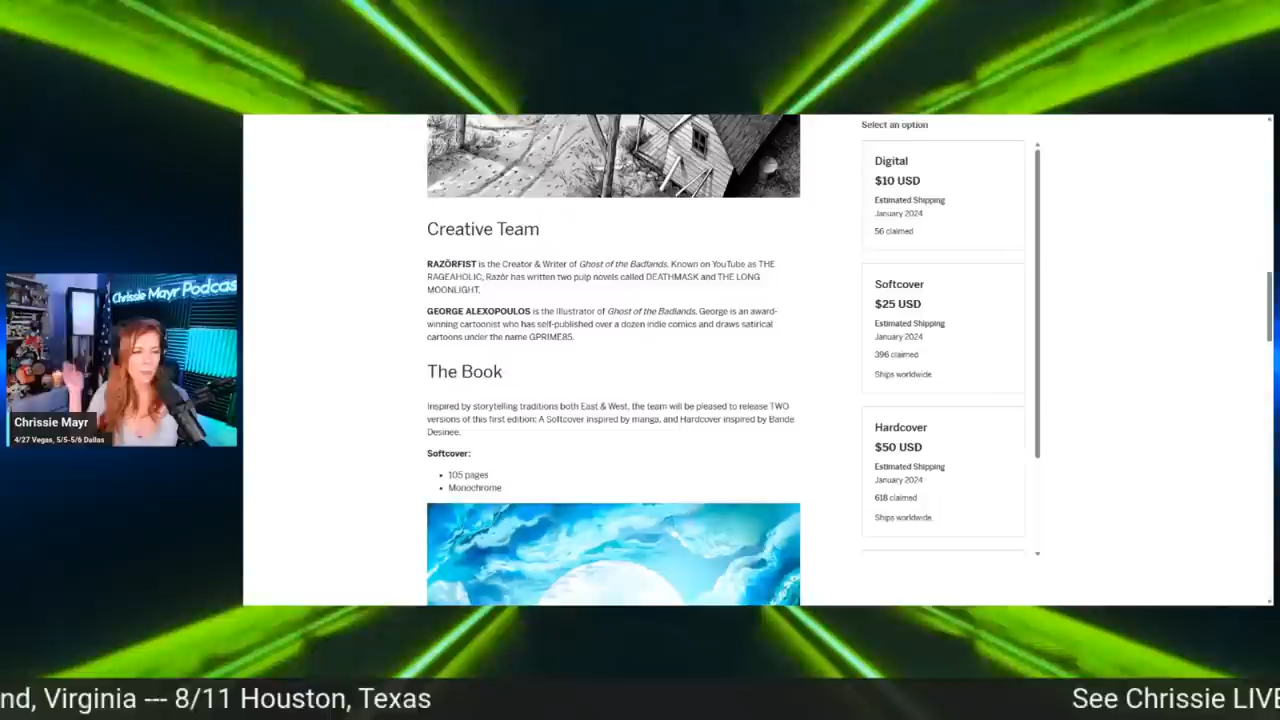 Select an option
Digital
$10 USD
Estimated Shipping
January 2024
56 claimed
Creative Team
RAZÖRFIST is the Creator & Writer of Ghost of the Badlands. Known on YouTube as THE
RAGEAHOLIC, Razör has written two pulp novels called DEATHMASK and THE LONG
MOONLIGHT.
GEORGE ALEXOPOULOS is the Illustrator of Ghost of the Badlands. George is an award-
winning cartoonist who has self-published over a dozen indie comics and draws satirical
cartoons under the name GPRIME85.
Softcover
$25 USD
Estimated Shipping
January 2024
396 claimed
Ships worldwide.
The Book
Inspired by storytelling traditions both East & West, the team will be pleased to release TWO
versions of this first edition: A Softcover inspired by manga, and Hardcover inspired by Bande
Desinee.
Softcover:
• 105 pages
• Monochrome
Hardcover
$50 USD
Estimated Shipping
January 2024
618 claimed
Ships worldwide.
Chrissie Mayr Podcas
Chrissie Mayr
4/27 Vegas, 5/5-5/6 Dallas
nd, Virginia --- 8/11 Houston, Texas
See Chrissie LIVE